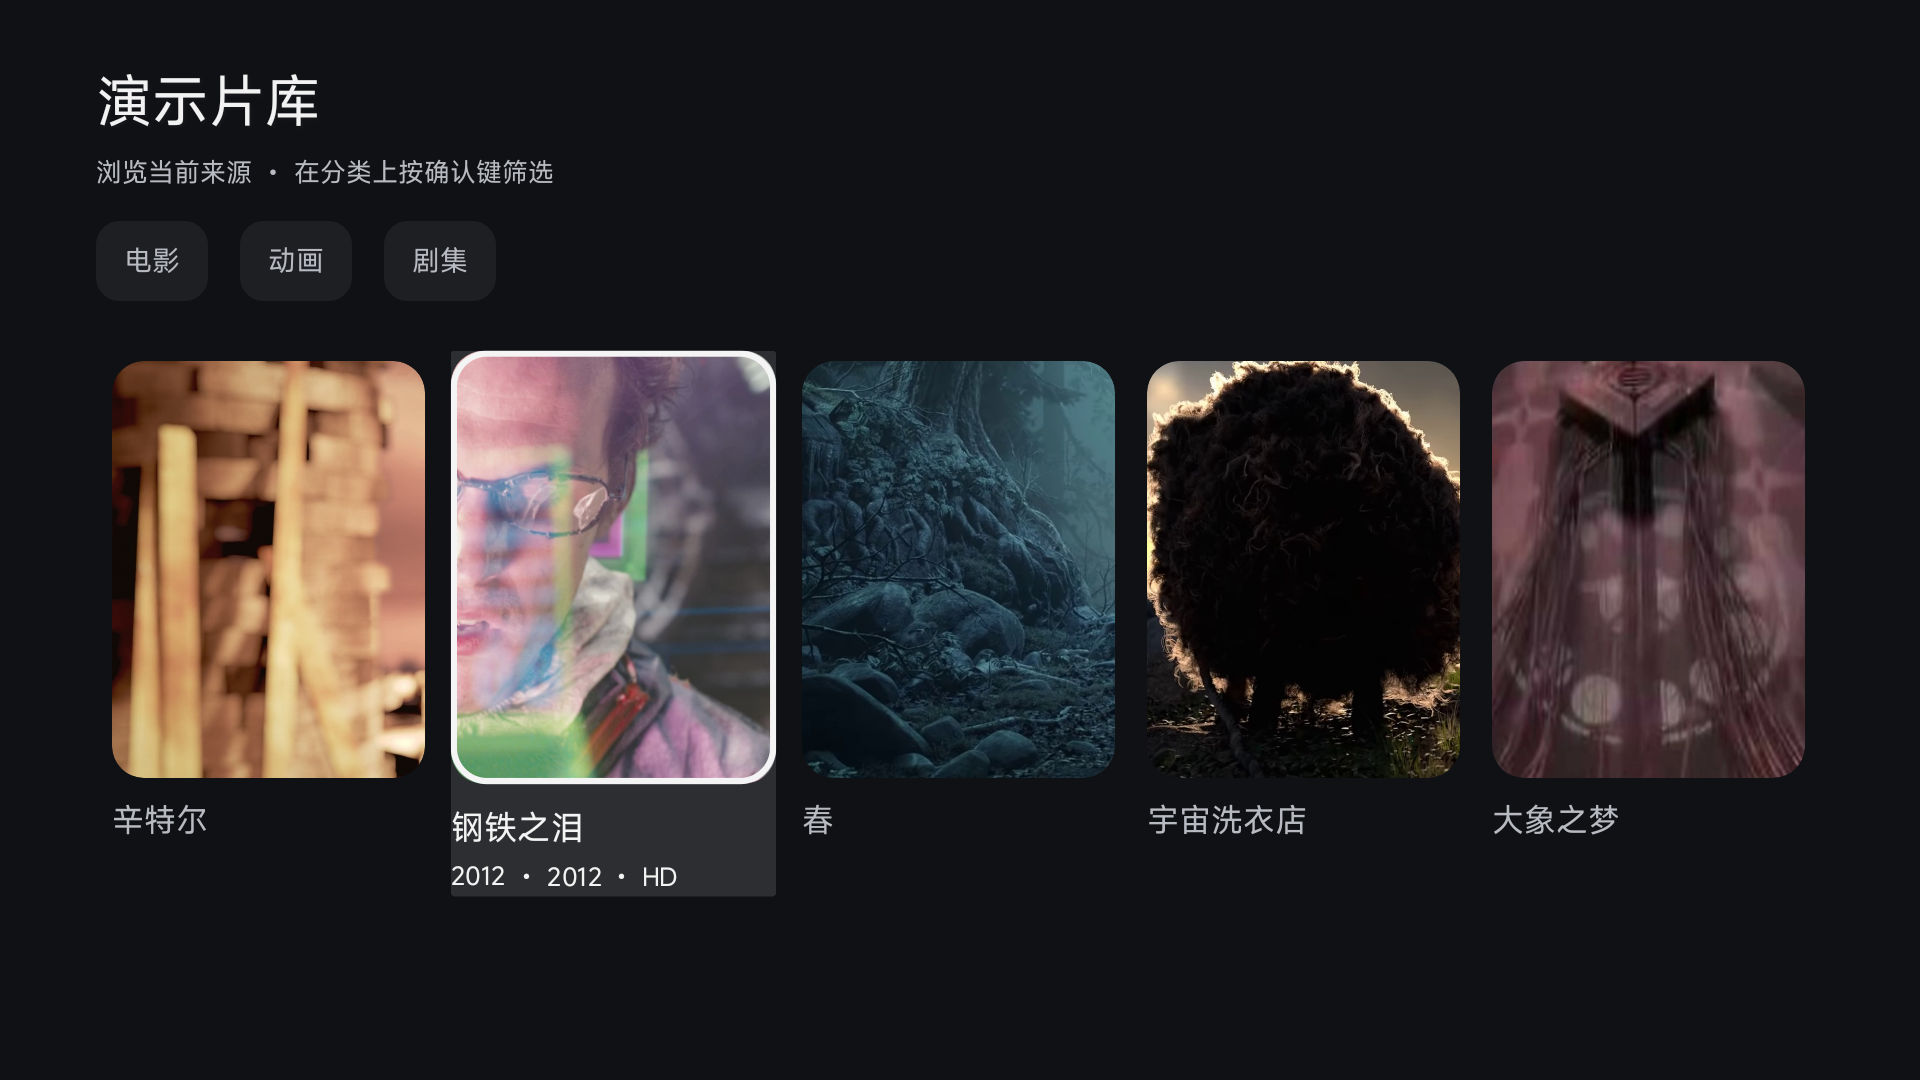 演示片库
浏览当前来源 • 在分类上按确认键筛选
电影
动画
剧集
辛特尔
钢铁之泪
2012 • 2012 • HD
春
宇宙洗衣店
大象之梦